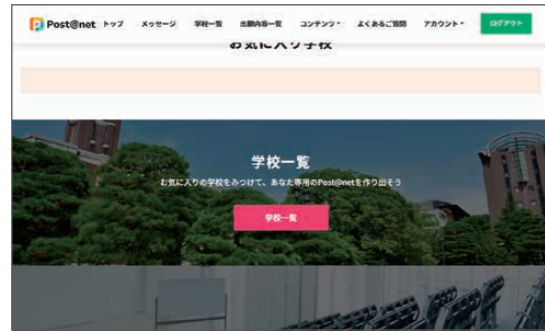 Post@net トップ メッセージ 学校一覧 出願内容一覧 コンテンツ よくあるご質問 アカウント ログアウト
お気に入り学校
学校一覧
お気に入りの学校をみつけて、あなた専用のPost@netを作り出そう
学校一覧